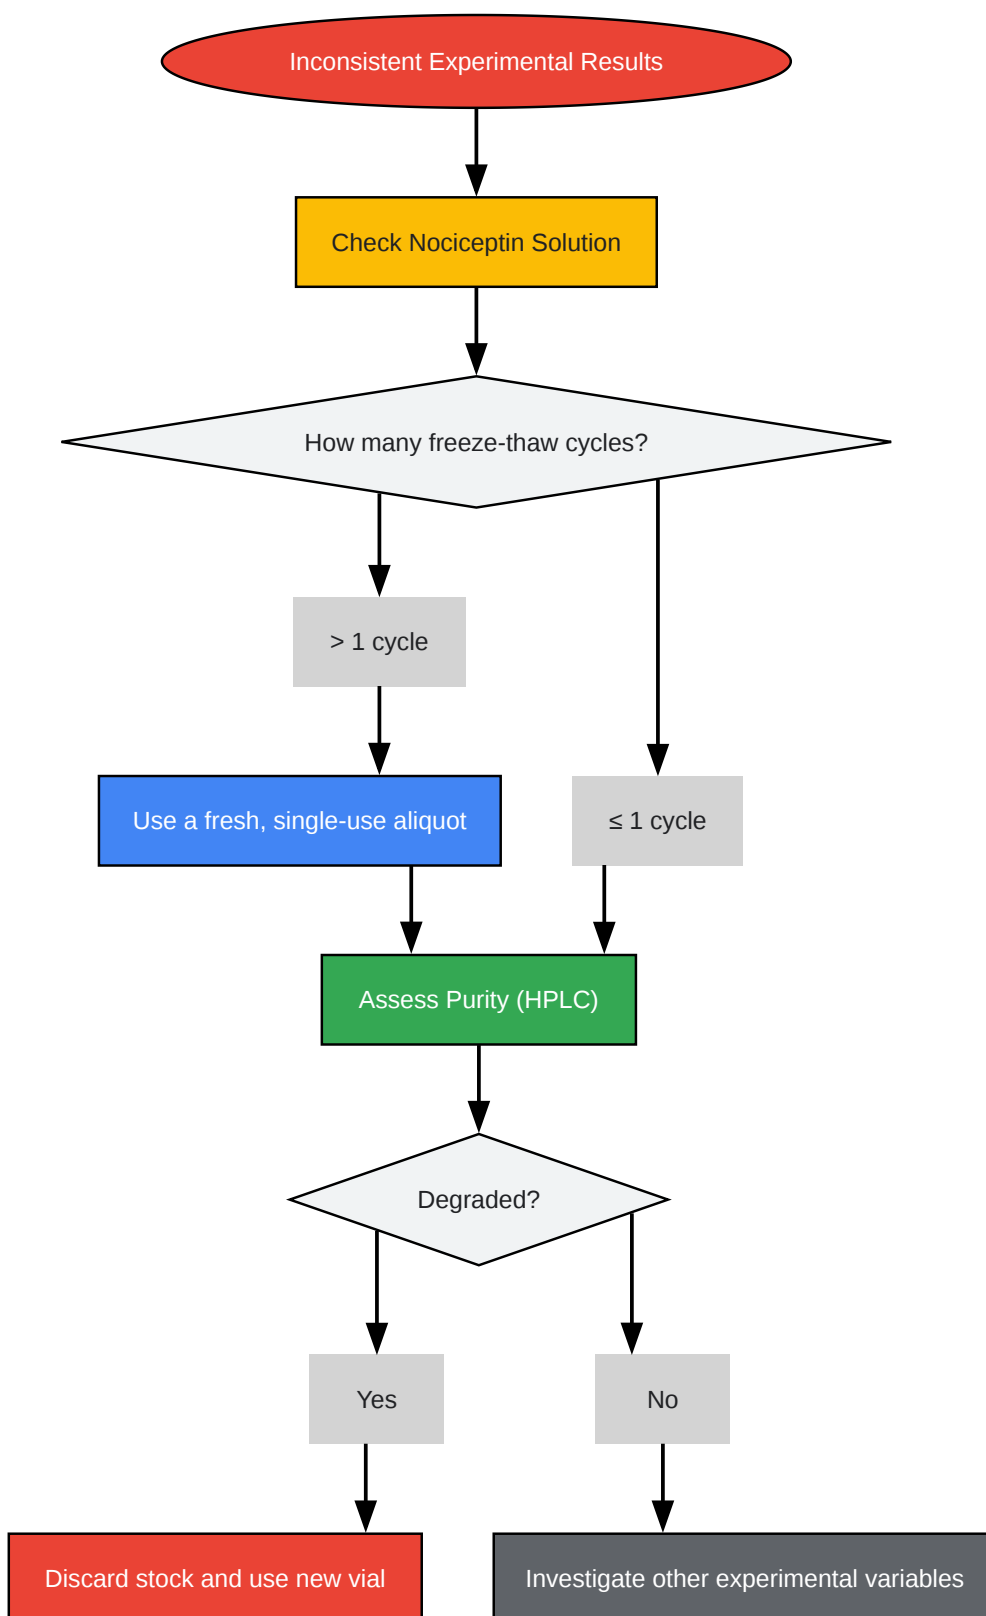 Inconsistent Experimental Results
Check Nociceptin Solution
How many freeze-thaw cycles?
> 1 cycle
Use a fresh, single-use aliquot
≤ 1 cycle
Assess Purity (HPLC)
Degraded?
Yes
No
Discard stock and use new vial
Investigate other experimental variables